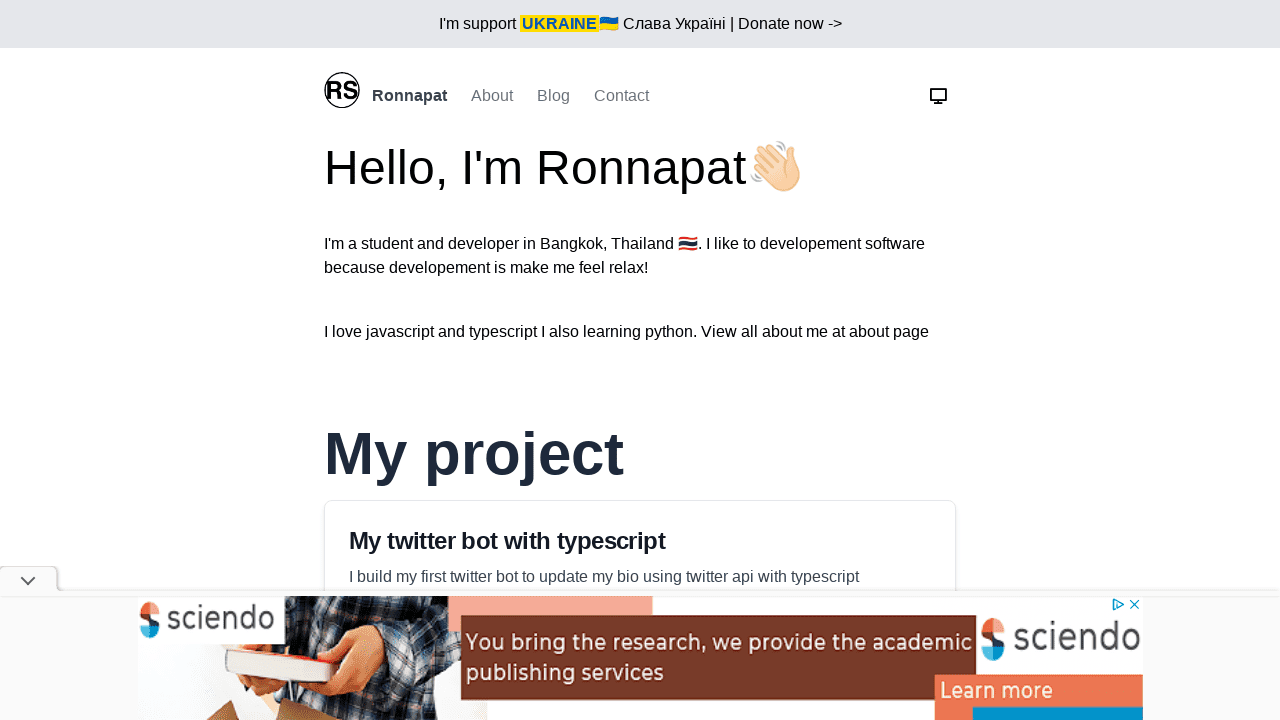 I'm support UKRAINE🇺🇦 Слава Україні | Donate now ->
RS Ronnapat About Blog Contact
Hello, I'm Ronnapat👋🏻
I'm a student and developer in Bangkok, Thailand 🇹🇭. I like to developement software
because developement is make me feel relax!
I love javascript and typescript I also learning python. View all about me at about page
My project
My twitter bot with typescript
I build my first twitter bot to update my bio using twitter api with typescript
sciendo
You bring the research, we provide the academic
publishing services
sciendo
Learn more